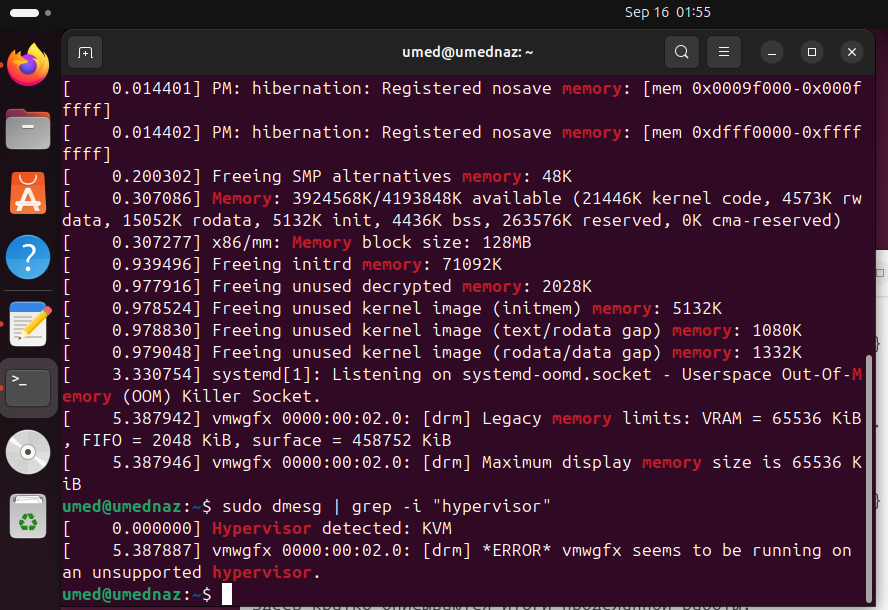 Sep 16 01:55
umed@umednaz: ~
[    0.014401] PM: hibernation: Registered nosave memory: [mem 0x0009f000-0x000f
ffff]
[    0.014402] PM: hibernation: Registered nosave memory: [mem 0xdfff0000-0xffff
ffff]
[    0.200302] Freeing SMP alternatives memory: 48K
[    0.307086] Memory: 3924568K/4193848K available (21446K kernel code, 4573K rw
data, 15052K rodata, 5132K init, 4436K bss, 263576K reserved, 0K cma-reserved)
[    0.307277] x86/mm: Memory block size: 128MB
[    0.939496] Freeing initrd memory: 71092K
[    0.977916] Freeing unused decrypted memory: 2028K
[    0.978524] Freeing unused kernel image (initmem) memory: 5132K
[    0.978830] Freeing unused kernel image (text/rodata gap) memory: 1080K
[    0.979048] Freeing unused kernel image (rodata/data gap) memory: 1332K
[    3.330754] systemd[1]: Listening on systemd-oomd.socket - Userspace Out-Of-M
emory (OOM) Killer Socket.
[    5.387942] vmwgfx 0000:00:02.0: [drm] Legacy memory limits: VRAM = 65536 KiB
, FIFO = 2048 KiB, surface = 458752 KiB
[    5.387946] vmwgfx 0000:00:02.0: [drm] Maximum display memory size is 65536 K
iB
umed@umednaz:~$ sudo dmesg | grep -i "hypervisor"
[    0.000000] Hypervisor detected: KVM
[    5.387887] vmwgfx 0000:00:02.0: [drm] *ERROR* vmwgfx seems to be running on
an unsupported hypervisor.
umed@umednaz:~$